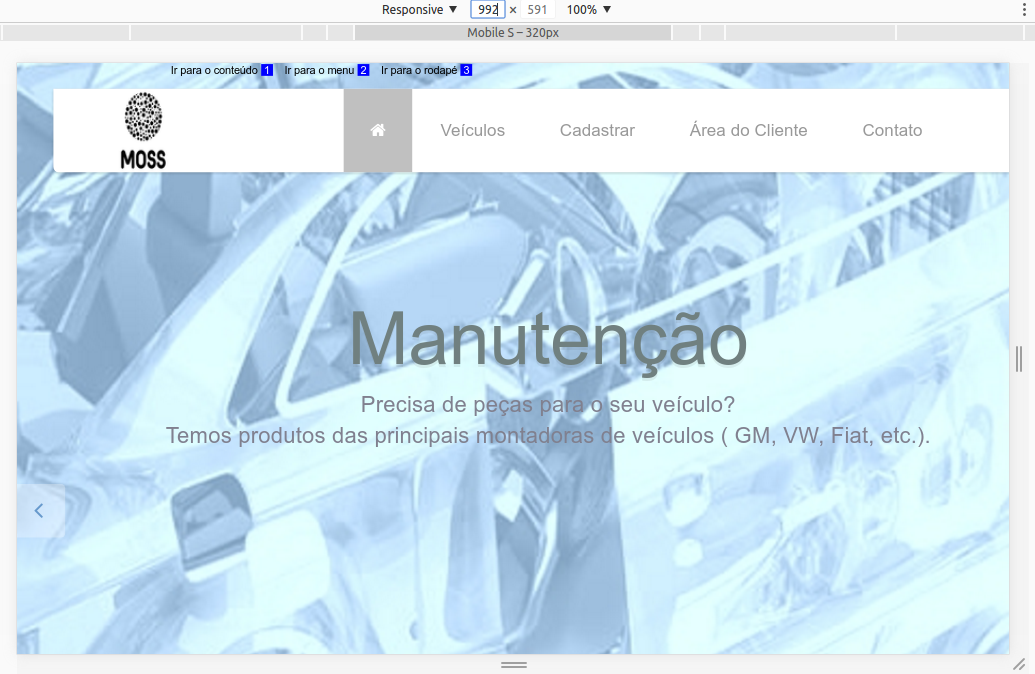 Responsive ▼ 992 × 591 100% ▼
Mobile S – 320px
Ir para o conteúdo 1 Ir para o menu 2 Ir para o rodapé 3
MOSS
Veículos Cadastrar Área do Cliente Contato
Manutenção
Precisa de peças para o seu veículo?
Temos produtos das principais montadoras de veículos ( GM, VW, Fiat, etc.).